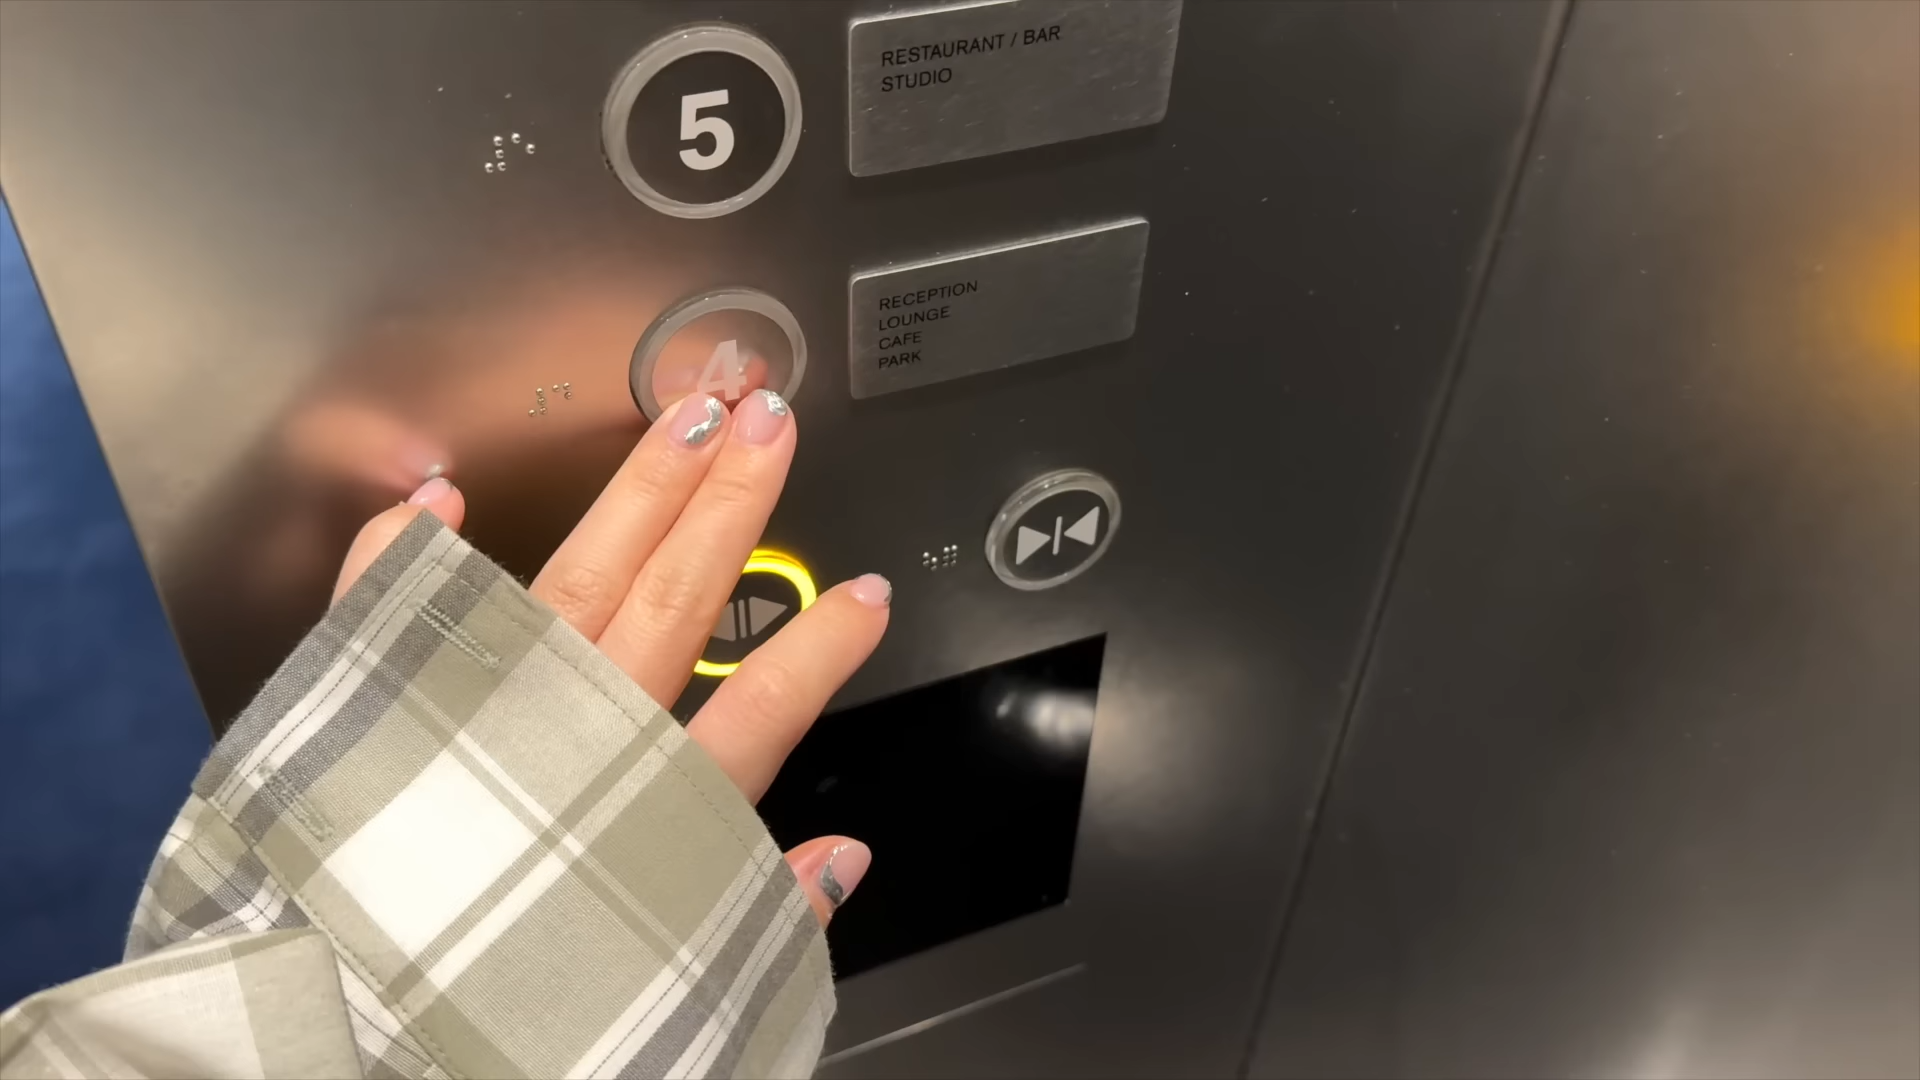 5
RESTAURANT / BAR
STUDIO
4
RECEPTION
LOUNGE
CAFE
PARK